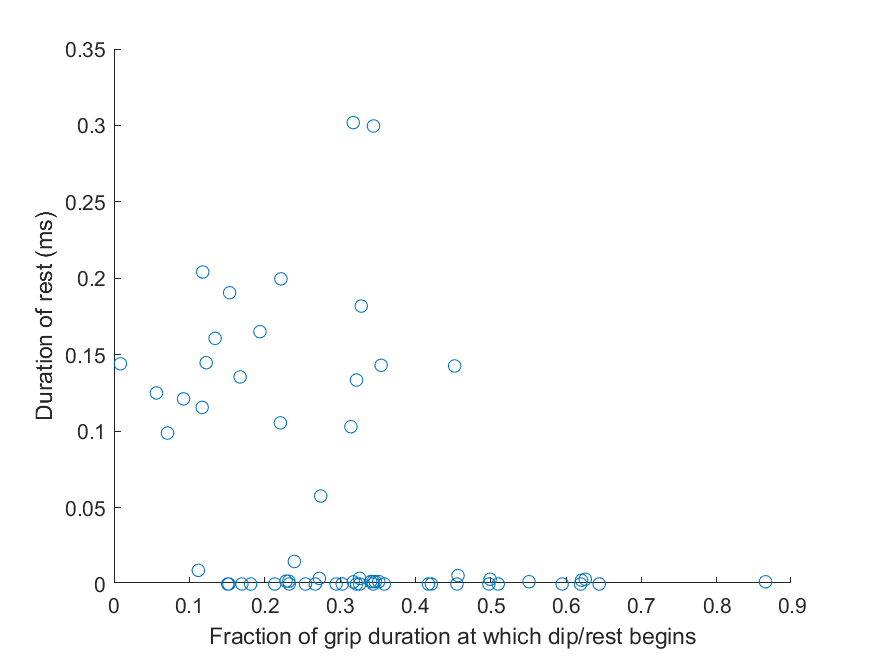 0.35
0.3
0.25
0.2
0.15
0.1
0.05
0
Duration of rest (ms)
0 0.1 0.2 0.3 0.4 0.5 0.6 0.7 0.8 0.9
Fraction of grip duration at which dip/rest begins